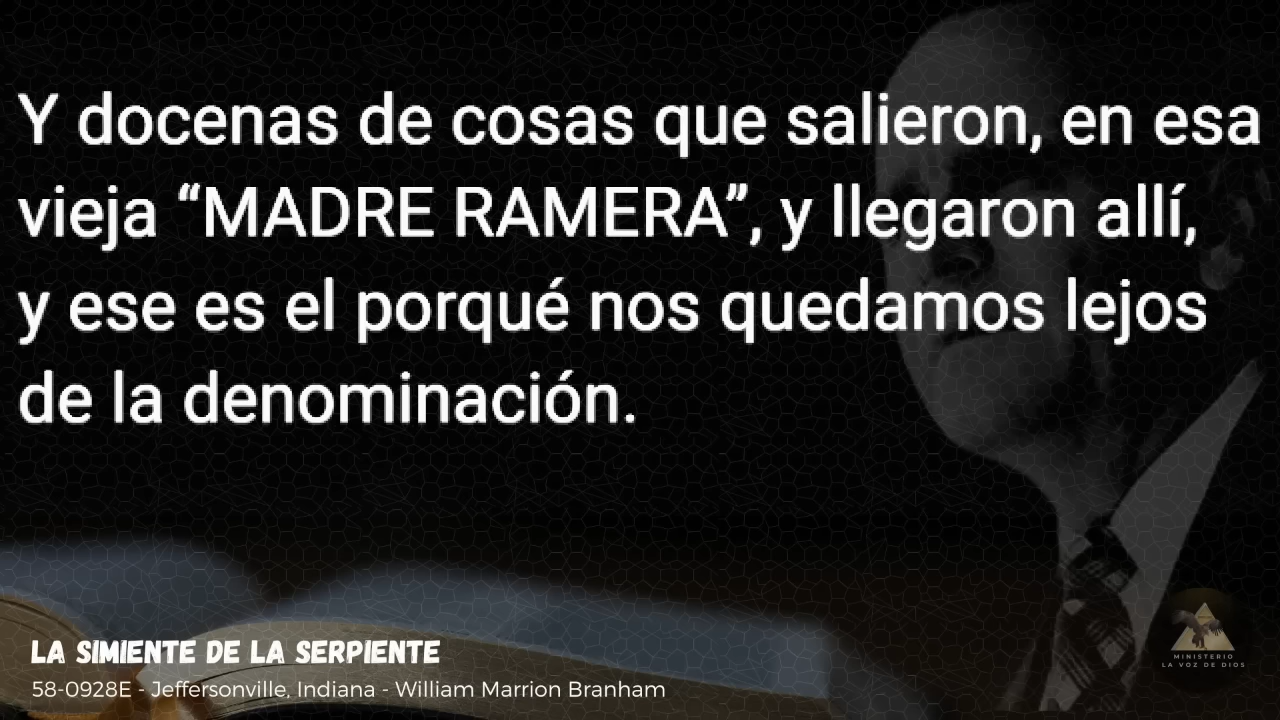 Y docenas de cosas que salieron, en esa
vieja “MADRE RAMERA”, y llegaron allí,
y ese es el porqué nos quedamos lejos
de la denominación.
LA SIMIENTE DE LA SERPIENTE
58-0928E - Jeffersonville, Indiana - William Marrion Branham
MINISTERIO
LA VOZ DE DIOS